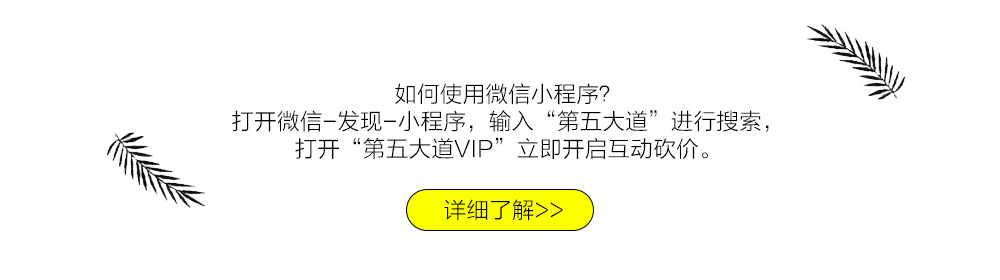 如何使用微信小程序？
打开微信-发现-小程序，输入“第五大道”进行搜索，
打开“第五大道VIP”立即开启互动砍价。
详细了解>>